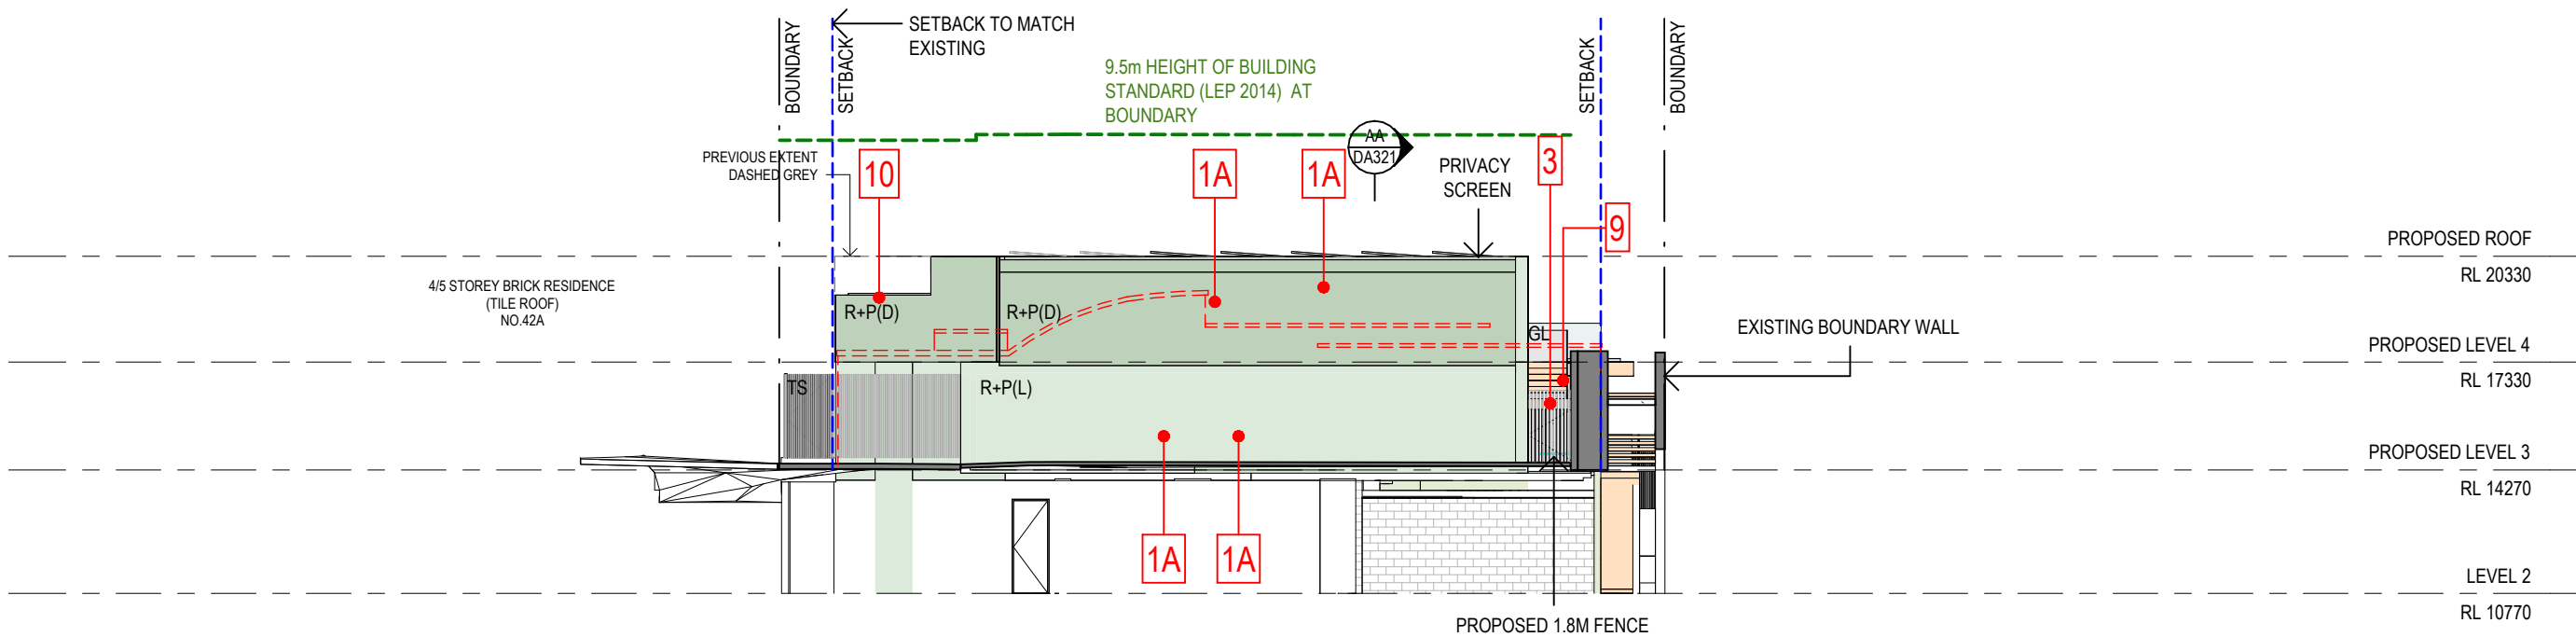 BOUNDARY
SETBACK
SETBACK TO MATCH
EXISTING
9.5m HEIGHT OF BUILDING
STANDARD (LEP 2014) AT
BOUNDARY
SETBACK
BOUNDARY
AA
DA321
PREVIOUS EXTENT
DASHED GREY
10
1A
1A
PRIVACY
SCREEN
3
9
PROPOSED ROOF
RL 20330
4/5 STOREY BRICK RESIDENCE
(TILE ROOF)
NO.42A
R+P(D)
R+P(D)
GL
EXISTING BOUNDARY WALL
PROPOSED LEVEL 4
RL 17330
TS
R+P(L)
PROPOSED LEVEL 3
RL 14270
1A
1A
LEVEL 2
RL 10770
PROPOSED 1.8M FENCE